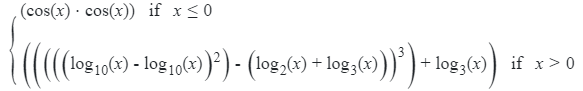 (cos(x) · cos(x)) if x ≤ 0
(((((log₁₀(x) - log₁₀(x))²) - (log₂(x) + log₃(x)))³) + log₃(x)) if x > 0